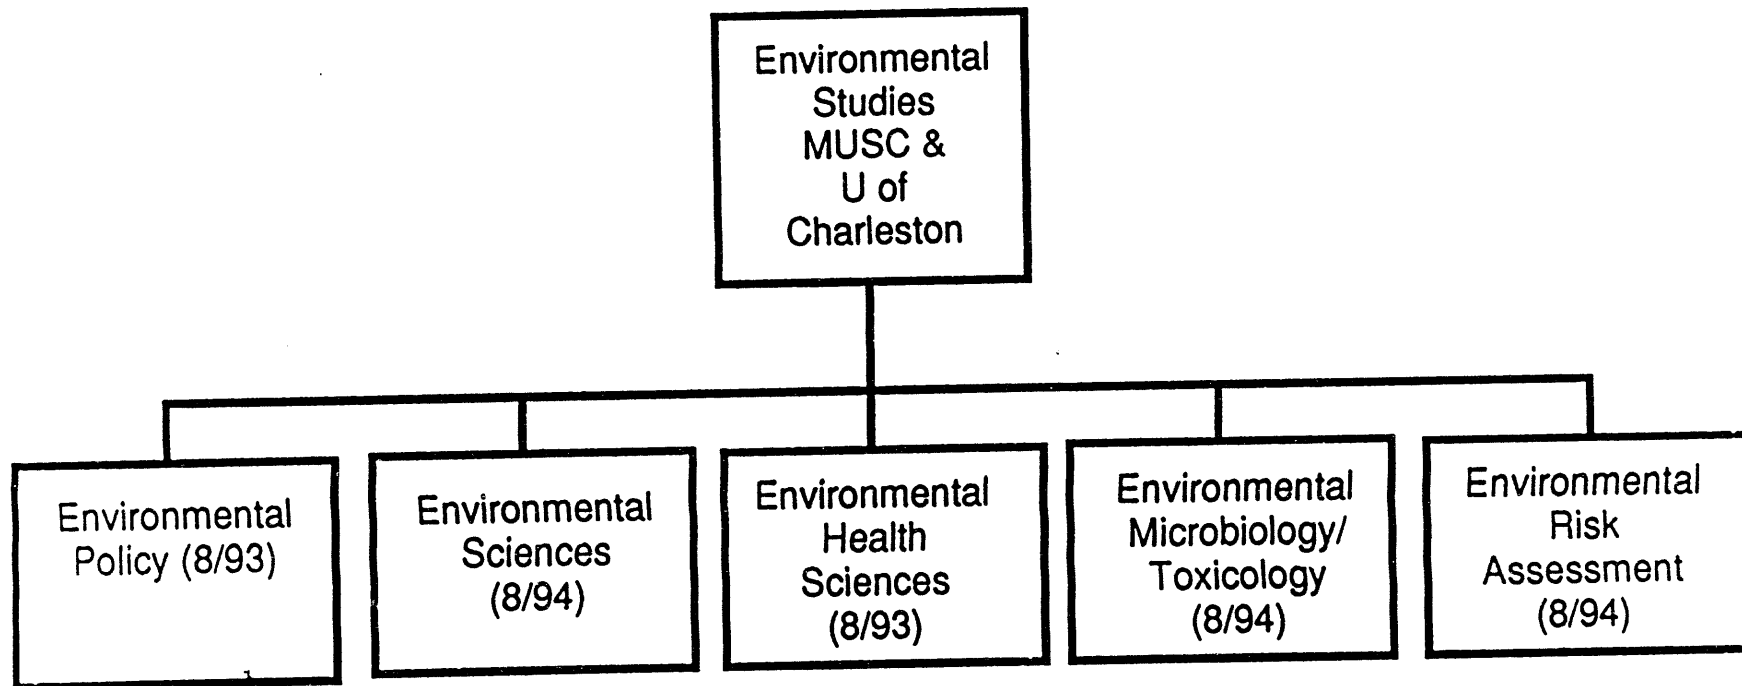 Environmental
Studies
MUSC &
U of
Charleston
Environmental
Policy (8/93)
Environmental
Sciences
(8/94)
Environmental
Health
Sciences
(8/93)
Environmental
Microbiology/
Toxicology
(8/94)
Environmental
Risk
Assessment
(8/94)